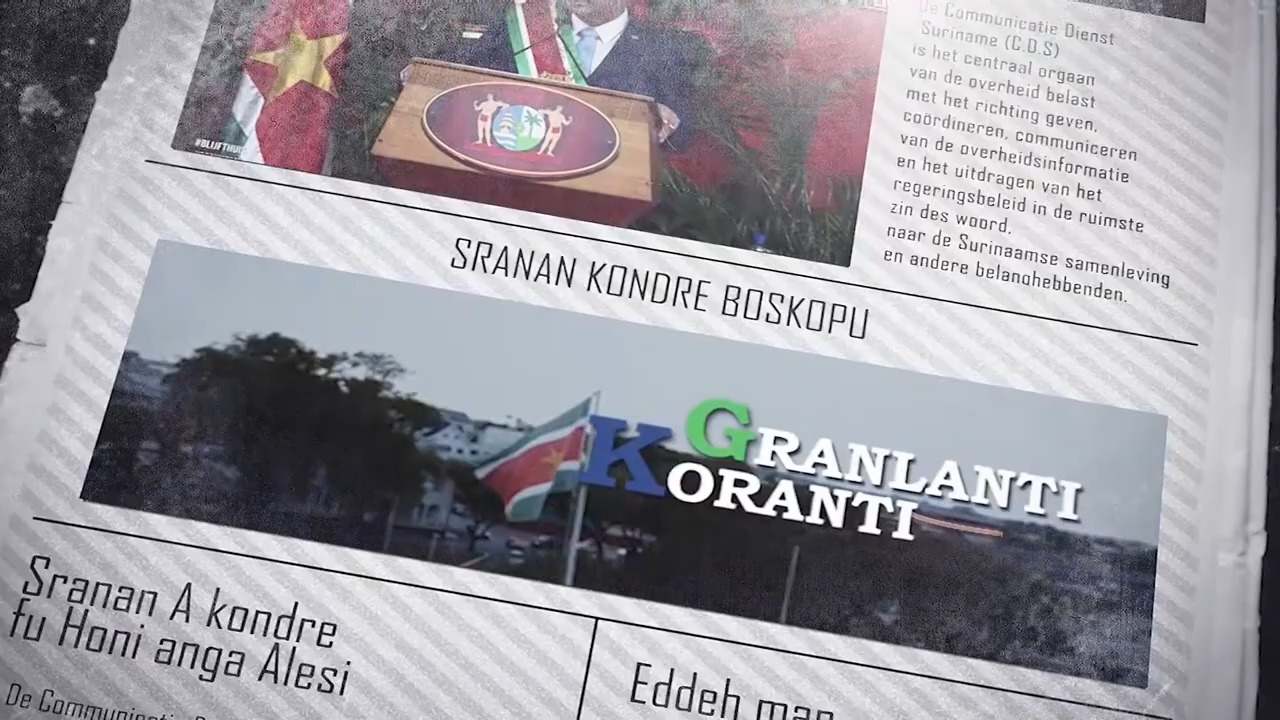 De Communicatie Dienst
Suriname (C.D.S)
is het centraal orgaan
van de overheid belast
met het richting geven,
coördineren, communiceren
van de overheidsinformatie
en het uitdragen van het
regeringsbeleid in de ruimste
zin des woord,
naar de Surinaamse samenleving
en andere belanghebbenden.
SRANAN KONDRE BOSKOPU
GRANLANTI
KORANTI
Sranan A kondre
fu Honi anga Alesi
Eddeh man
De